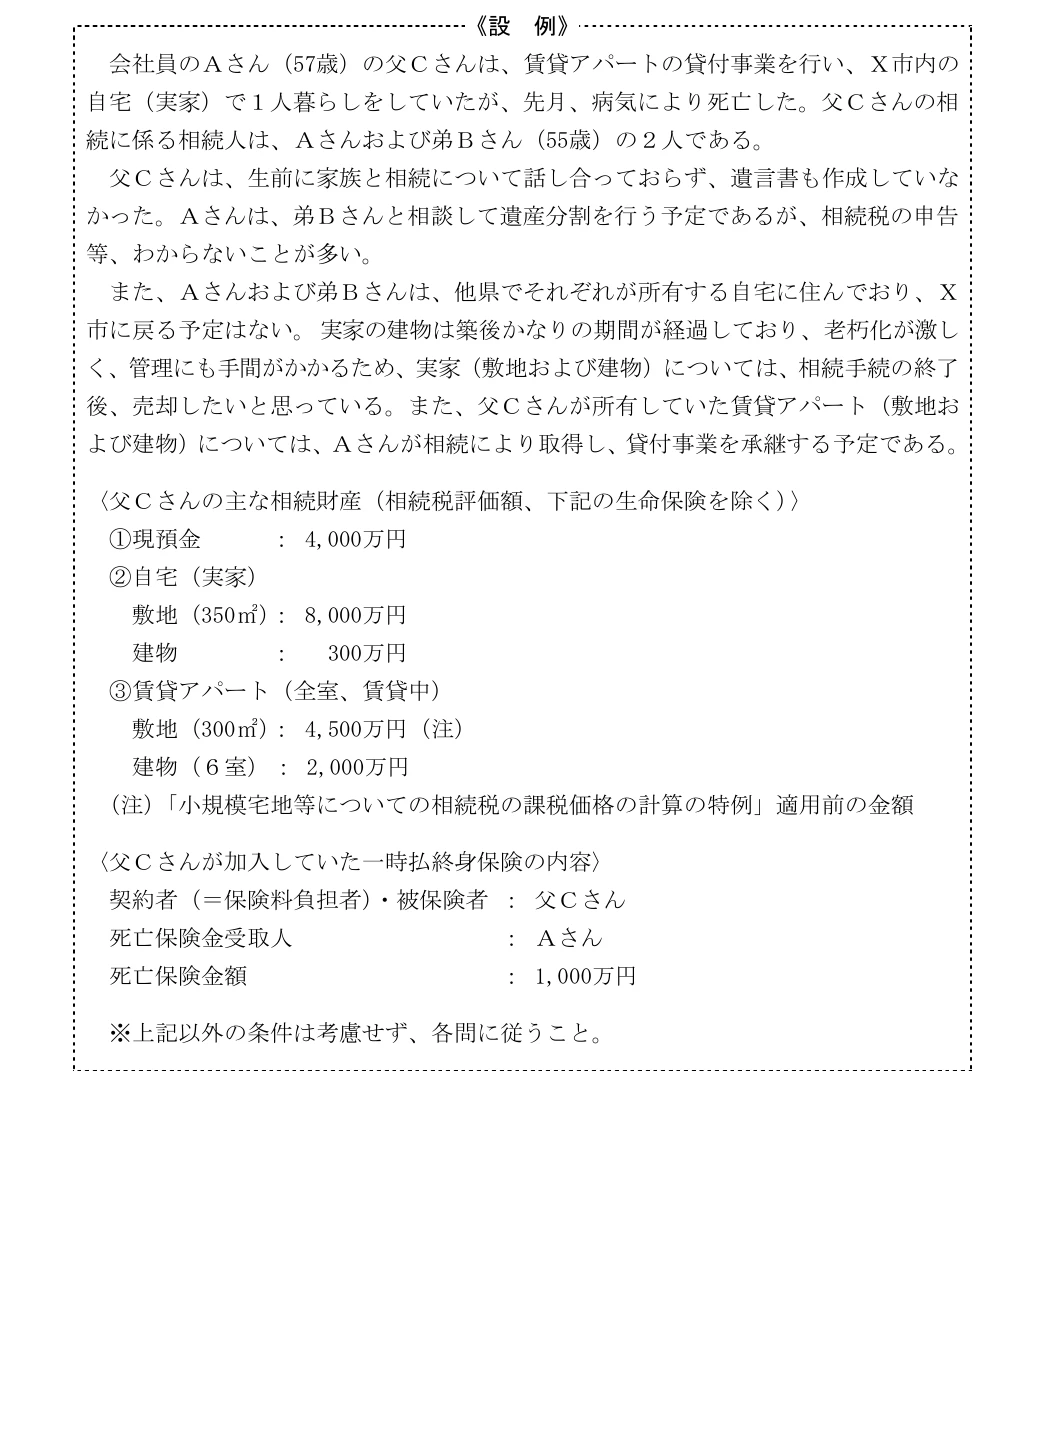 《設　例》
　会社員のＡさん（57歳）の父Ｃさんは、賃貸アパートの貸付事業を行い、Ｘ市内の
自宅（実家）で１人暮らしをしていたが、先月、病気により死亡した。父Ｃさんの相
続に係る相続人は、Ａさんおよび弟Ｂさん（55歳）の２人である。
　父Ｃさんは、生前に家族と相続について話し合っておらず、遺言書も作成していな
かった。Ａさんは、弟Ｂさんと相談して遺産分割を行う予定であるが、相続税の申告
等、わからないことが多い。
　また、Ａさんおよび弟Ｂさんは、他県でそれぞれが所有する自宅に住んでおり、Ｘ
市に戻る予定はない。実家の建物は築後かなりの期間が経過しており、老朽化が激し
く、管理にも手間がかかるため、実家（敷地および建物）については、相続手続の終了
後、売却したいと思っている。また、父Ｃさんが所有していた賃貸アパート（敷地お
よび建物）については、Ａさんが相続により取得し、貸付事業を承継する予定である。
〈父Ｃさんの主な相続財産（相続税評価額、下記の生命保険を除く）〉
①現預金　　　： 4,000万円
②自宅（実家）
　敷地（350㎡）： 8,000万円
　建物　　　　： 300万円
③賃貸アパート（全室、賃貸中）
　敷地（300㎡）： 4,500万円（注）
　建物（６室）： 2,000万円
（注）「小規模宅地等についての相続税の課税価格の計算の特例」適用前の金額
〈父Ｃさんが加入していた一時払終身保険の内容〉
契約者（＝保険料負担者）・被保険者 ： 父Ｃさん
死亡保険金受取人 ： Ａさん
死亡保険金額 ： 1,000万円
※上記以外の条件は考慮せず、各問に従うこと。